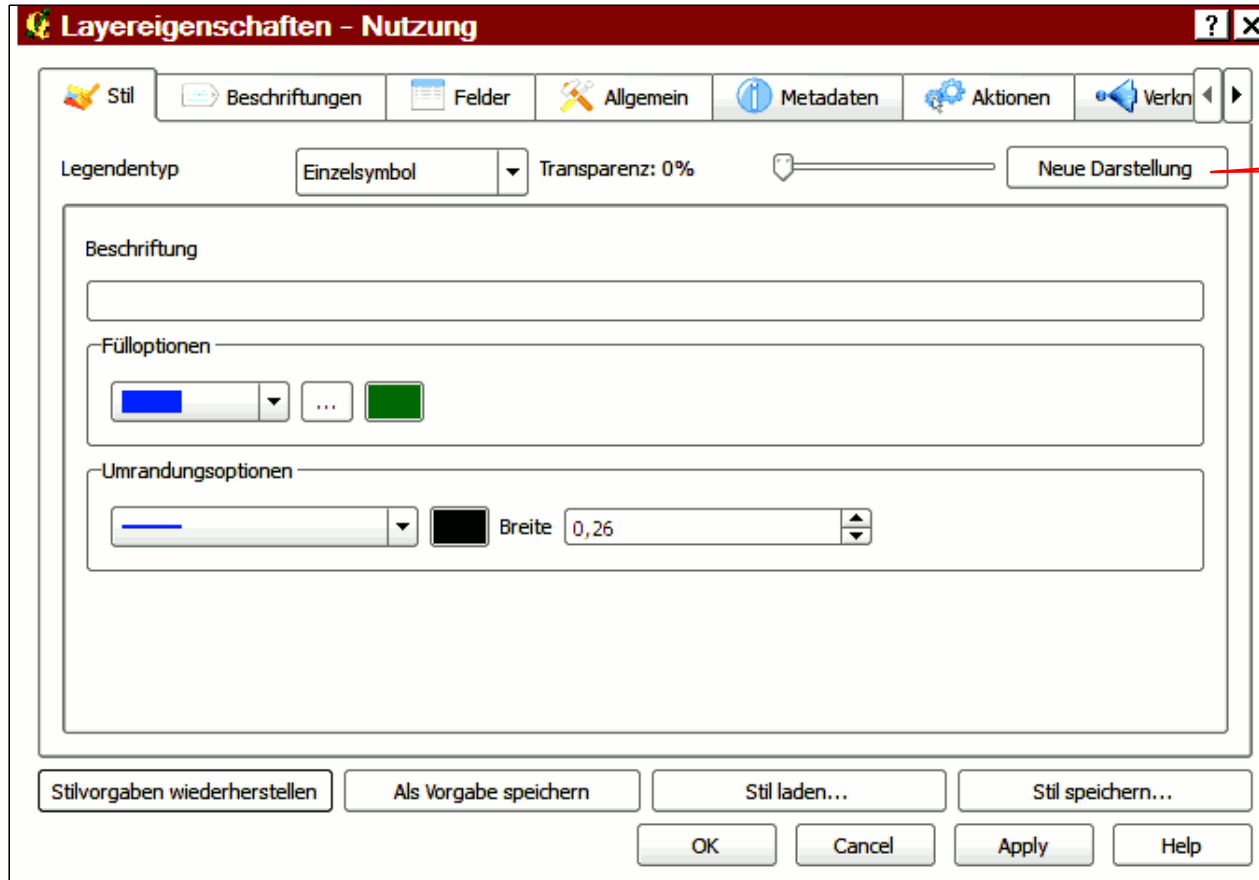 Layereigenschaften - Nutzung
?
Stil Beschriftungen Felder Allgemein Metadaten Aktionen Verkn
Legendentyp Einzelsymbol Transparenz: 0% Neue Darstellung
Beschriftung
Fülloptionen
...
Umrandungsoptionen
Breite 0,26
Stilvorgaben wiederherstellen Als Vorgabe speichern Stil laden... Stil speichern...
OK Cancel Apply Help